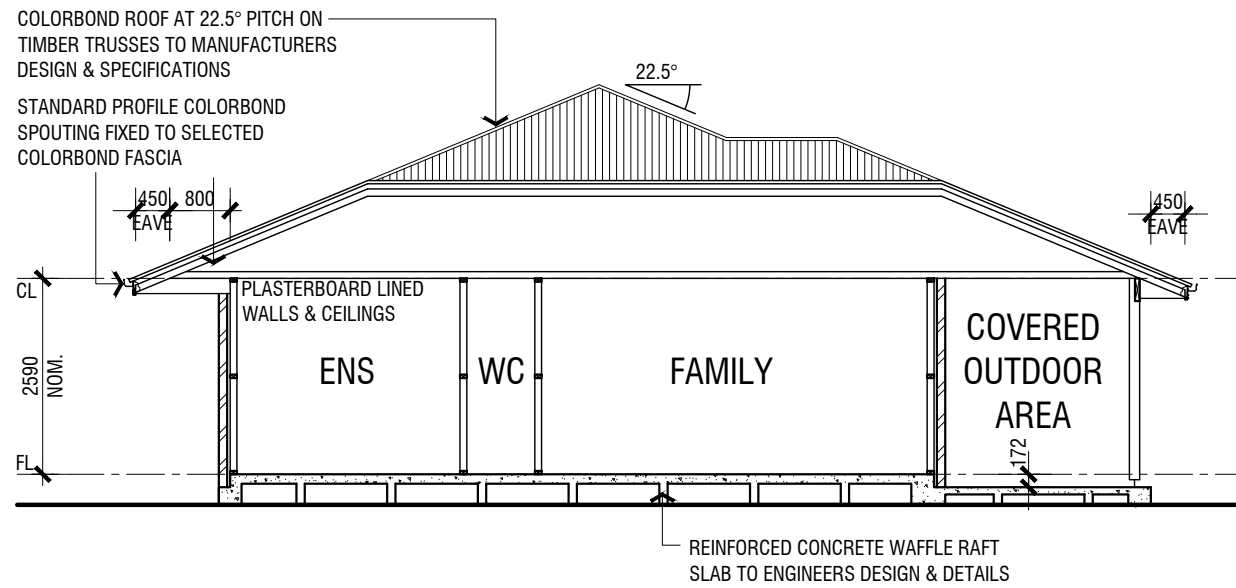 COLORBOND ROOF AT 22.5° PITCH ON
TIMBER TRUSSES TO MANUFACTURERS
DESIGN & SPECIFICATIONS
STANDARD PROFILE COLORBOND
SPOUTING FIXED TO SELECTED
COLORBOND FASCIA
22.5°
450
EAVE
800
450
EAVE
CL
PLASTERBOARD LINED
WALLS & CEILINGS
2590
NOM.
ENS
WC
FAMILY
COVERED
OUTDOOR
AREA
172
FL
REINFORCED CONCRETE WAFFLE RAFT
SLAB TO ENGINEERS DESIGN & DETAILS